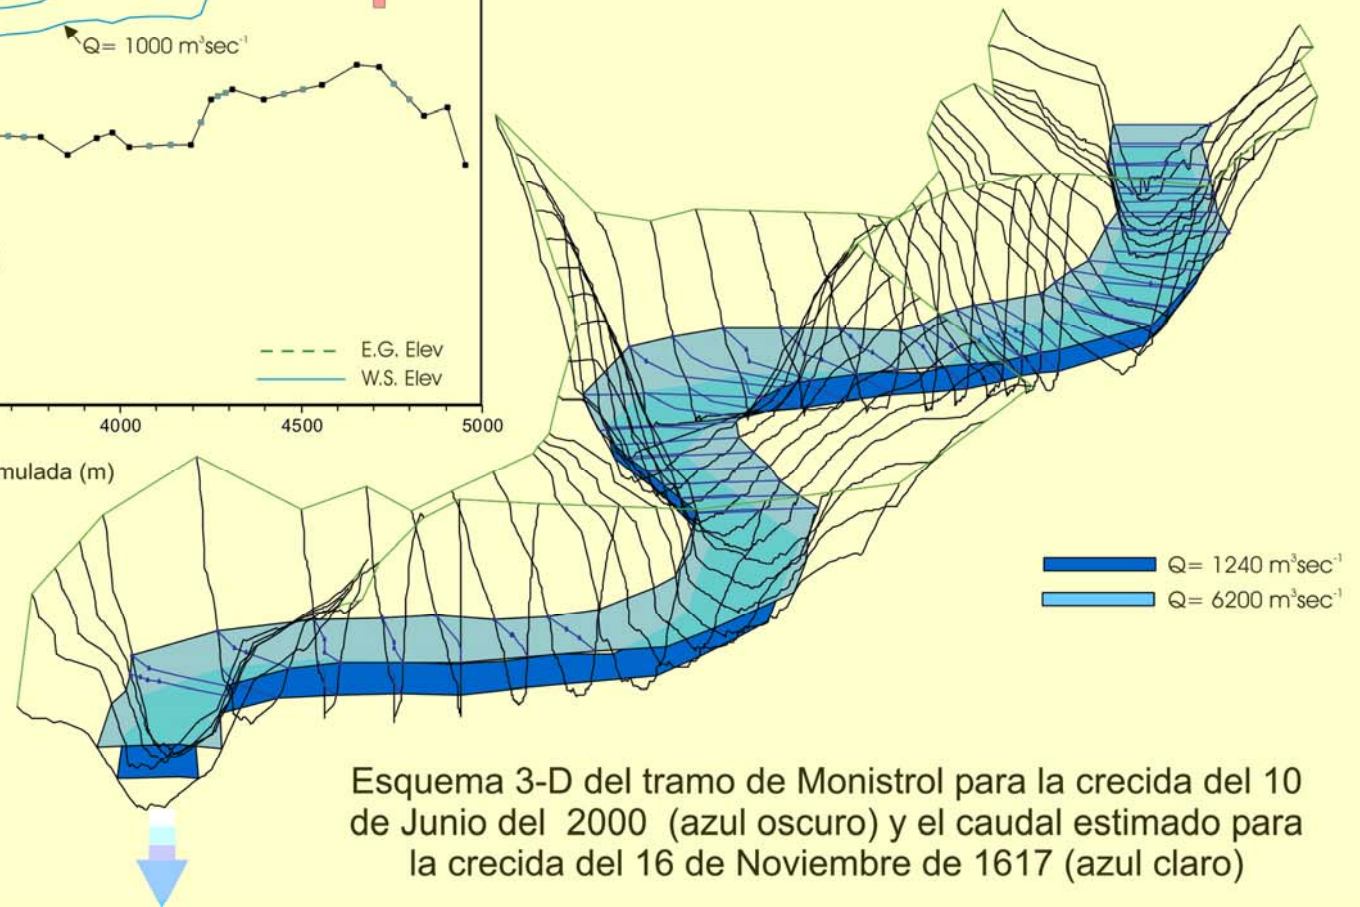 Q= 1000 m³sec⁻¹
E.G. Elev
W.S. Elev
4000 4500 5000
mulada (m)
Q= 1240 m³sec⁻¹
Q= 6200 m³sec⁻¹
Esquema 3-D del tramo de Monistrol para la crecida del 10
de Junio del 2000 (azul oscuro) y el caudal estimado para
la crecida del 16 de Noviembre de 1617 (azul claro)